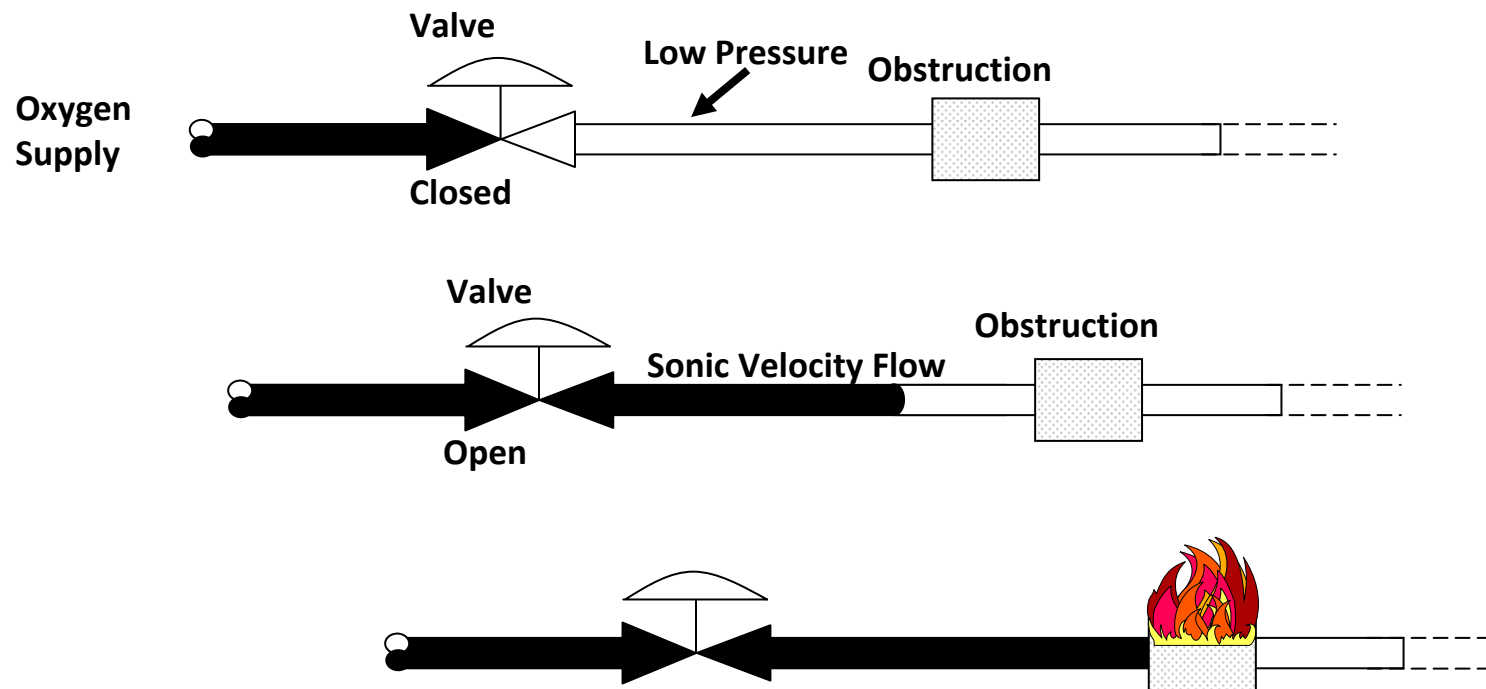 Valve
Low Pressure
Obstruction
Oxygen
Supply
Closed
Valve
Obstruction
Sonic Velocity Flow
Open